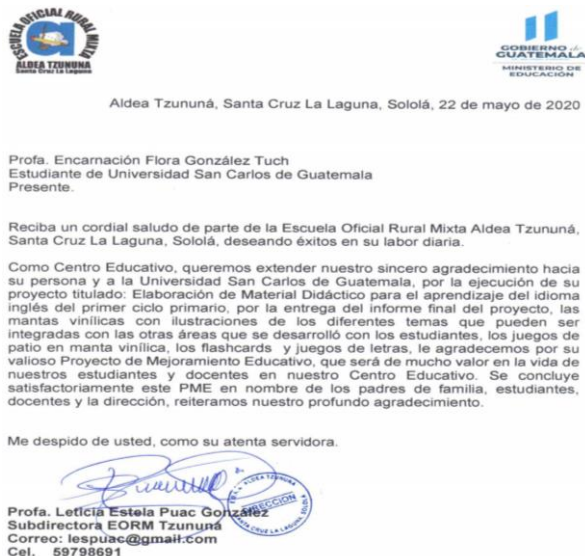 ESCUELA OFICIAL RURAL MIXTA
ALDEA TZUNUNA
Santa Cruz La Laguna
GOBIERNO de
GUATEMALA
MINISTERIO DE
EDUCACIÓN
Aldea Tzununá, Santa Cruz La Laguna, Sololá, 22 de mayo de 2020
Profa. Encarnación Flora González Tuch
Estudiante de Universidad San Carlos de Guatemala
Presente.
Reciba un cordial saludo de parte de la Escuela Oficial Rural Mixta Aldea Tzununá,
Santa Cruz La Laguna, Sololá, deseando éxitos en su labor diaria.
Como Centro Educativo, queremos extender nuestro sincero agradecimiento hacia
su persona y a la Universidad San Carlos de Guatemala, por la ejecución de su
proyecto titulado: Elaboración de Material Didáctico para el aprendizaje del idioma
inglés del primer ciclo primario, por la entrega del informe final del proyecto, las
mantas vinílicas con ilustraciones de los diferentes temas que pueden ser
integradas con las otras áreas que se desarrolló con los estudiantes, los juegos de
patio en manta vinílica, los flashcards y juegos de letras, le agradecemos por su
valioso Proyecto de Mejoramiento Educativo, que será de mucho valor en la vida de
nuestros estudiantes y docentes en nuestro Centro Educativo. Se concluye
satisfactoriamente este PME en nombre de los padres de familia, estudiantes,
docentes y la dirección, reiteramos nuestro profundo agradecimiento.
Me despido de usted, como su atenta servidora.
ALDEA TZUNUNA
DIRECCIÓN
SANTA CRUZ LA LAGUNA, SOLOLA
Profa. Leticia Estela Puac González
Subdirectora EORM Tzununá
Correo: lespuac@gmail.com
Cel. 59798691